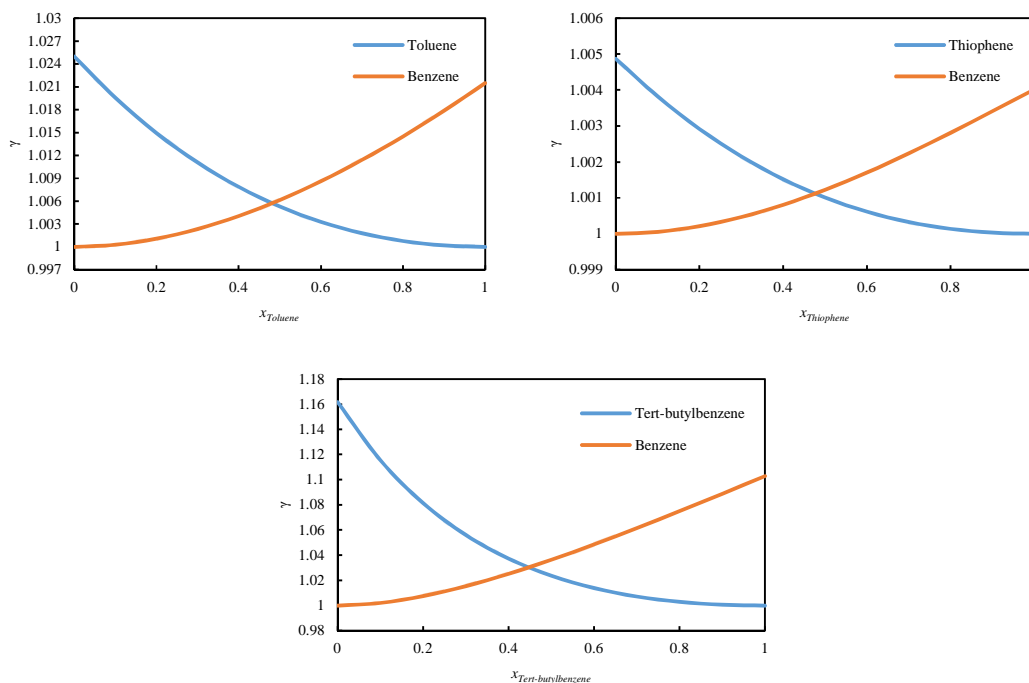 1.03
1.027
1.024
1.021
1.018
1.015
1.012
1.009
1.006
1.003
1
0.997
γ
Toluene
Benzene
0 0.2 0.4 0.6 0.8 1
xToluene
1.006
1.005
1.004
1.003
1.002
1.001
1
0.999
γ
Thiophene
Benzene
0 0.2 0.4 0.6 0.8
xThiophene
1.18
1.16
1.14
1.12
1.1
1.08
1.06
1.04
1.02
1
0.98
γ
Tert-butylbenzene
Benzene
0 0.2 0.4 0.6 0.8 1
xTert-butylbenzene